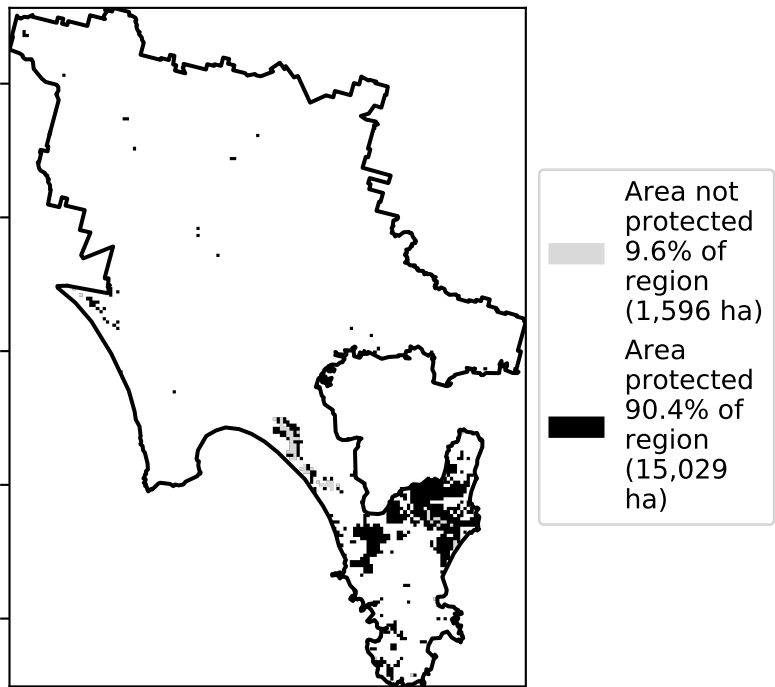 Area not
protected
9.6% of
region
(1,596 ha)
Area
protected
90.4% of
region
(15,029
ha)